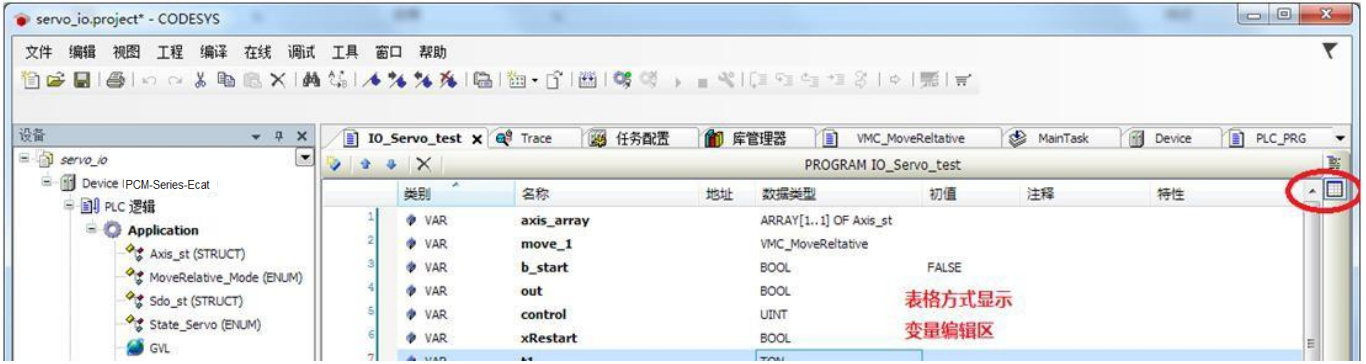 servo_io.project* - CODESYS
文件 编辑 视图 工程 编译 在线 调试 工具 窗口 帮助
设备
servo_io
Device (PCM-Series-Ecat
PLC 逻辑
Application
Axis_st (STRUCT)
MoveRelative_Mode (ENUM)
Sdo_st (STRUCT)
State_Servo (ENUM)
GVL
IO_Servo_test Trace 任务配置 库管理器 VMC_MoveReltative MainTask Device PLC_PRG
PROGRAM IO_Servo_test
类别 名称 地址 数据类型 初值 注释 特性
1 VAR axis_array ARRAY[1..1] OF Axis_st
2 VAR move_1 VMC_MoveReltative
3 VAR b_start BOOL FALSE
4 VAR out BOOL
5 VAR control UINT
6 VAR xRestart BOOL
7 VAR t1 TON
表格方式显示
变量编辑区